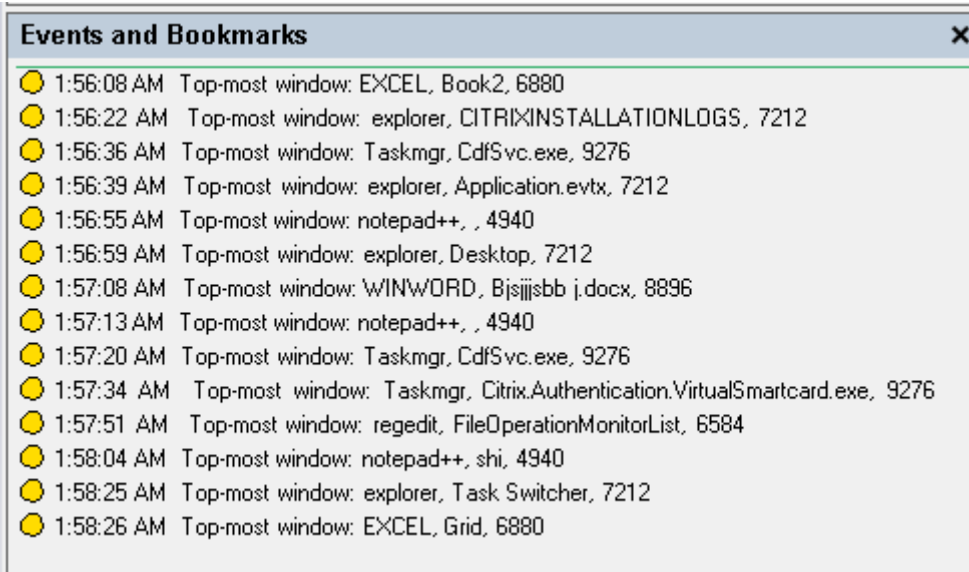 Events and Bookmarks
1:56:08 AM Top-most window: EXCEL, Book2, 6880
1:56:22 AM Top-most window: explorer, CITRIXINSTALLATIONLOGS, 7212
1:56:36 AM Top-most window: Taskmgr, CdfSvc.exe, 9276
1:56:39 AM Top-most window: explorer, Application.evtx, 7212
1:56:55 AM Top-most window: notepad++, , 4940
1:56:59 AM Top-most window: explorer, Desktop, 7212
1:57:08 AM Top-most window: WINWORD, Bjsjjjsbb j.docx, 8896
1:57:13 AM Top-most window: notepad++, , 4940
1:57:20 AM Top-most window: Taskmgr, CdfSvc.exe, 9276
1:57:34 AM Top-most window: Taskmgr, Citrix.Authentication.VirtualSmartcard.exe, 9276
1:57:51 AM Top-most window: regedit, FileOperationMonitorList, 6584
1:58:04 AM Top-most window: notepad++, shi, 4940
1:58:25 AM Top-most window: explorer, Task Switcher, 7212
1:58:26 AM Top-most window: EXCEL, Grid, 6880